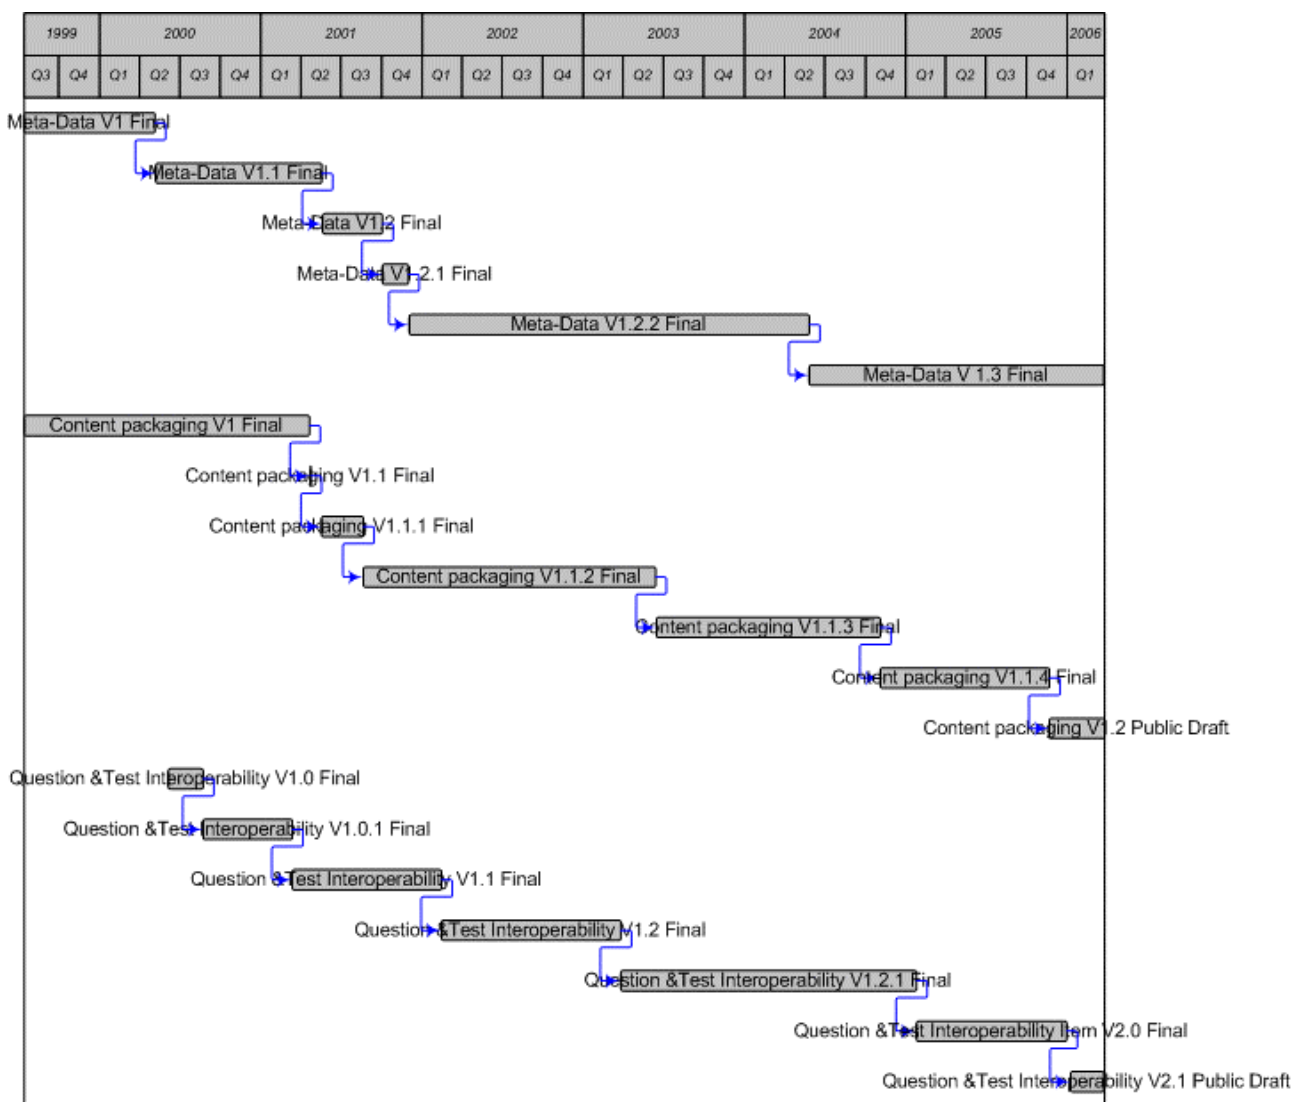 1999 2000 2001 2002 2003 2004 2005 2006
Q3 Q4 Q1 Q2 Q3 Q4 Q1 Q2 Q3 Q4 Q1 Q2 Q3 Q4 Q1 Q2 Q3 Q4 Q1 Q2 Q3 Q4 Q1 Q2 Q3 Q4 Q1
Meta-Data V1 Final
Meta-Data V1.1 Final
Meta-Data V1.2 Final
Meta-Data V1.2.1 Final
Meta-Data V1.2.2 Final
Meta-Data V 1.3 Final
Content packaging V1 Final
Content packaging V1.1 Final
Content packaging V1.1.1 Final
Content packaging V1.1.2 Final
Content packaging V1.1.3 Final
Content packaging V1.1.4 Final
Content packaging V1.2 Public Draft
Question &Test Interoperability V1.0 Final
Question &Test Interoperability V1.0.1 Final
Question &Test Interoperability V1.1 Final
Question &Test Interoperability V1.2 Final
Question &Test Interoperability V1.2.1 Final
Question &Test Interoperability Item V2.0 Final
Question &Test Interoperability V2.1 Public Draft